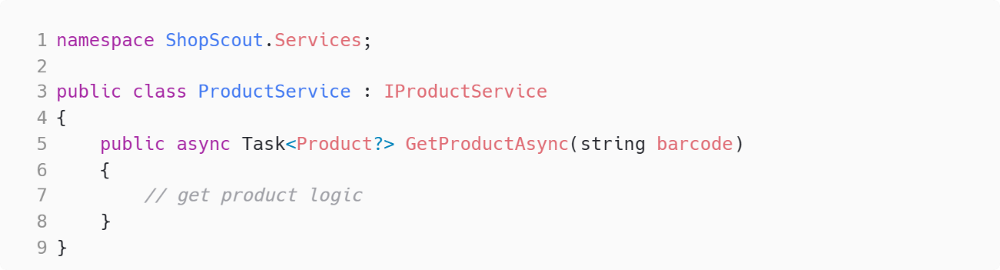 1 namespace ShopScout.Services;
2
3 public class ProductService : IProductService
4 {
5     public async Task<Product?> GetProductAsync(string barcode)
6     {
7         // get product logic
8     }
9 }